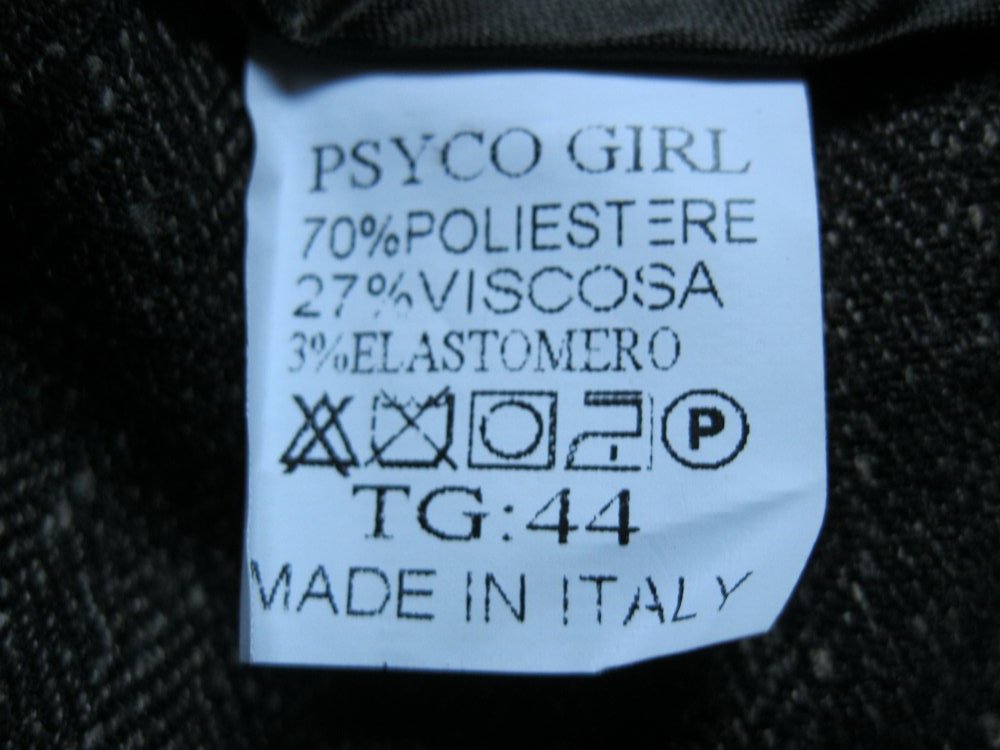 PSYCO GIRL
70%POLIESTERE
27%VISCOSA
3%ELASTOMERO
P
TG:44
MADE IN ITALY